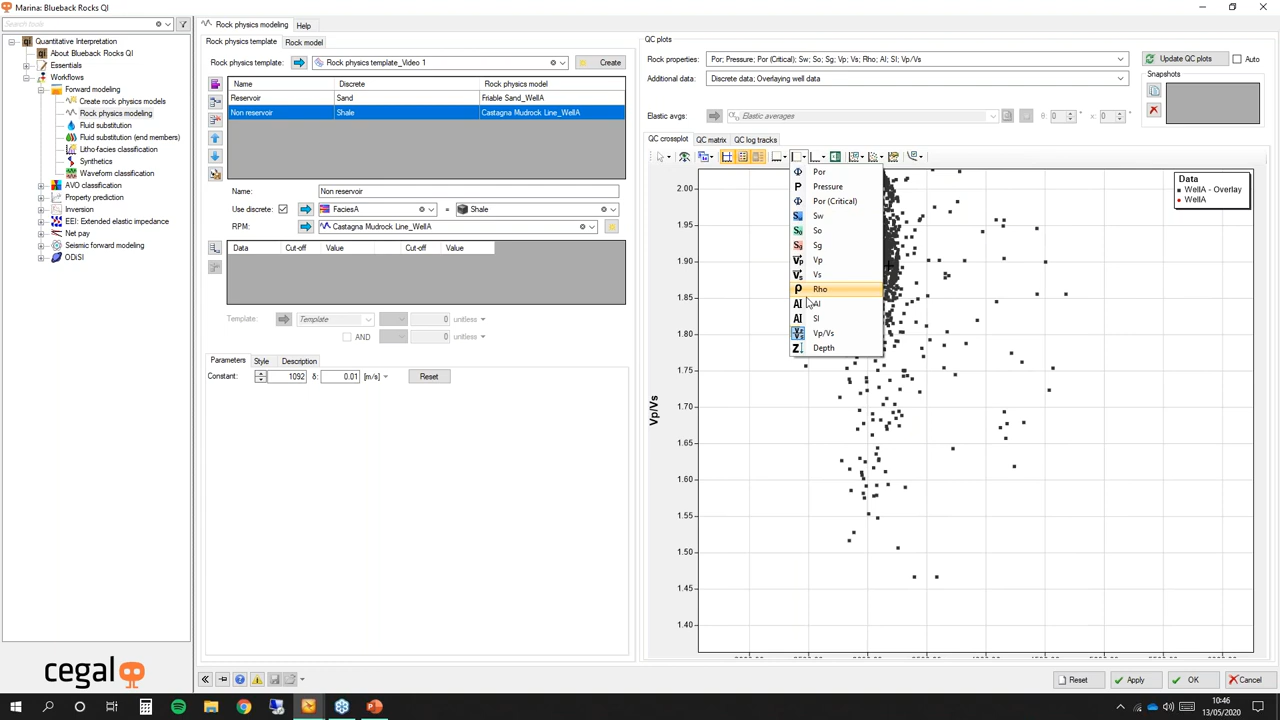 Marina: Blueback Rocks QI
Search tools
Quantitative Interpretation
About Blueback Rocks QI
Essentials
Workflows
Forward modeling
Create rock physics models
Rock physics modeling
Fluid substitution
Fluid substitution (end members)
Litho-facies classification
Synthetics
Waveform classification
AVO classification
Property prediction
Inversion
EEI: Extended elastic impedance
Net pay
Seismic forward modeling
ODiSI
cegal
Rock physics modeling
Help
Rock physics template
Rock model
Rock physics template:
Rock physics template_Video 1
Create
Name
Discrete
Rock physics model
Reservoir
Sand
Friable Sand_WellA
Non reservoir
Shale
Castagna Mudrock Line_WellA
Name:
Non reservoir
Use discrete:
FaciesA
=
Shale
RPM:
Castagna Mudrock Line_WellA
Data
Cut-off
Value
Cut-off
Value
Template:
Template
0
unitless
AND
0
unitless
Parameters
Style
Description
Constant:
1092
δ:
0.01
[m/s]
Reset
QC plots
Rock properties:
Por; Pressure; Por (Critical); Sw; So; Sg; Vp; Vs; Rho; AI; SI; Vp/Vs
Update QC plots
Auto
Additional data:
Discrete data; Overlaying well data
Snapshots
Elastic avgs:
Elastic averages
θ: 0 °
κ: 0 °
QC crossplot
QC matrix
QC log tracks
Por
Pressure
Por (Critical)
Sw
So
Sg
Vp
Vs
Rho
AI
SI
Vp/Vs
Depth
Data
WellA - Overlay
WellA
2.00
1.95
1.90
1.85
1.80
1.75
1.70
1.65
1.60
1.55
1.50
1.45
1.40
Vp/Vs
Reset
Apply
OK
Cancel
10:46
13/05/2020